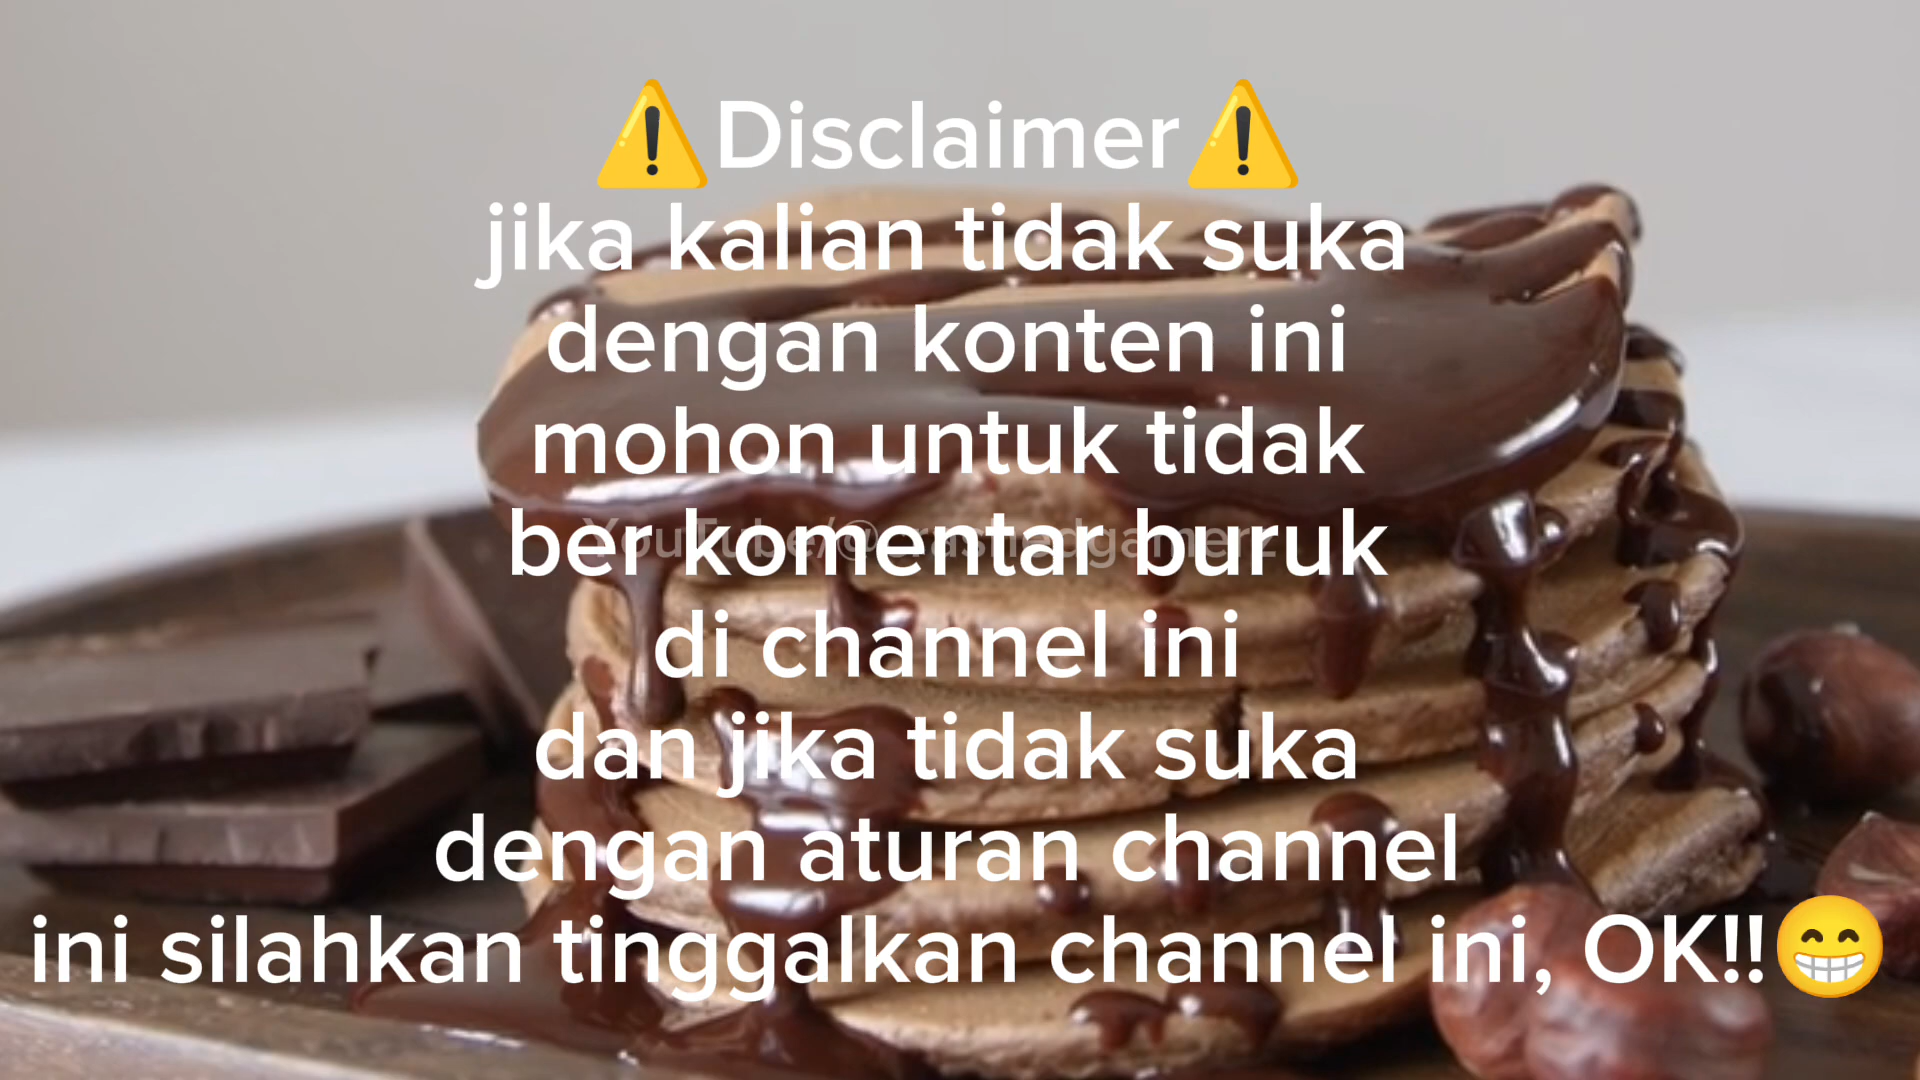 ⚠️Disclaimer⚠️
jika kalian tidak suka
dengan konten ini
mohon untuk tidak
ber komentar buruk
di channel ini
dan jika tidak suka
dengan aturan channel
ini silahkan tinggalkan channel ini, OK!!😁